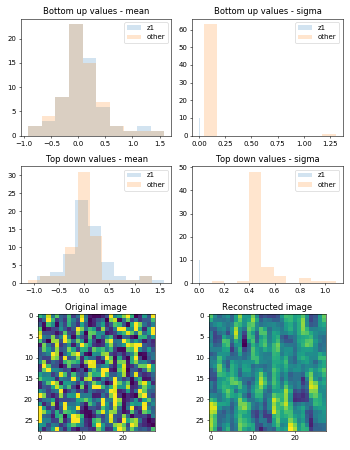 Bottom up values - mean
Bottom up values - sigma
z1
other
z1
other
20
15
10
5
0
60
50
40
30
20
10
0
−1.0 −0.5 0.0 0.5 1.0 1.5
0.00 0.25 0.50 0.75 1.00 1.25
Top down values - mean
Top down values - sigma
z1
other
z1
other
30
25
20
15
10
5
0
50
40
30
20
10
0
−1.0 −0.5 0.0 0.5 1.0 1.5
0.0 0.2 0.4 0.6 0.8 1.0
Original image
Reconstructed image
0
5
10
15
20
25
0
5
10
15
20
25
0 10 20
0 10 20